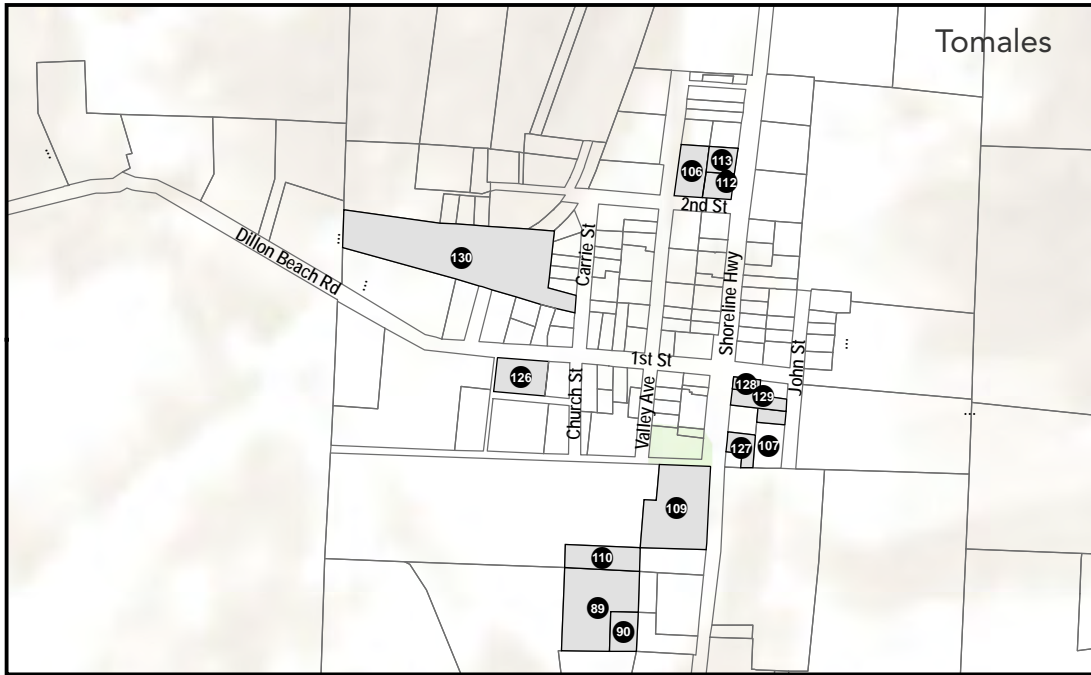 Tomales
113
106
112
2nd St
Carrie St
Dillon Beach Rd
130
Shoreline Hwy
1st St
John St
126
128
129
Church St
Valley Ave
127
107
109
110
89
90